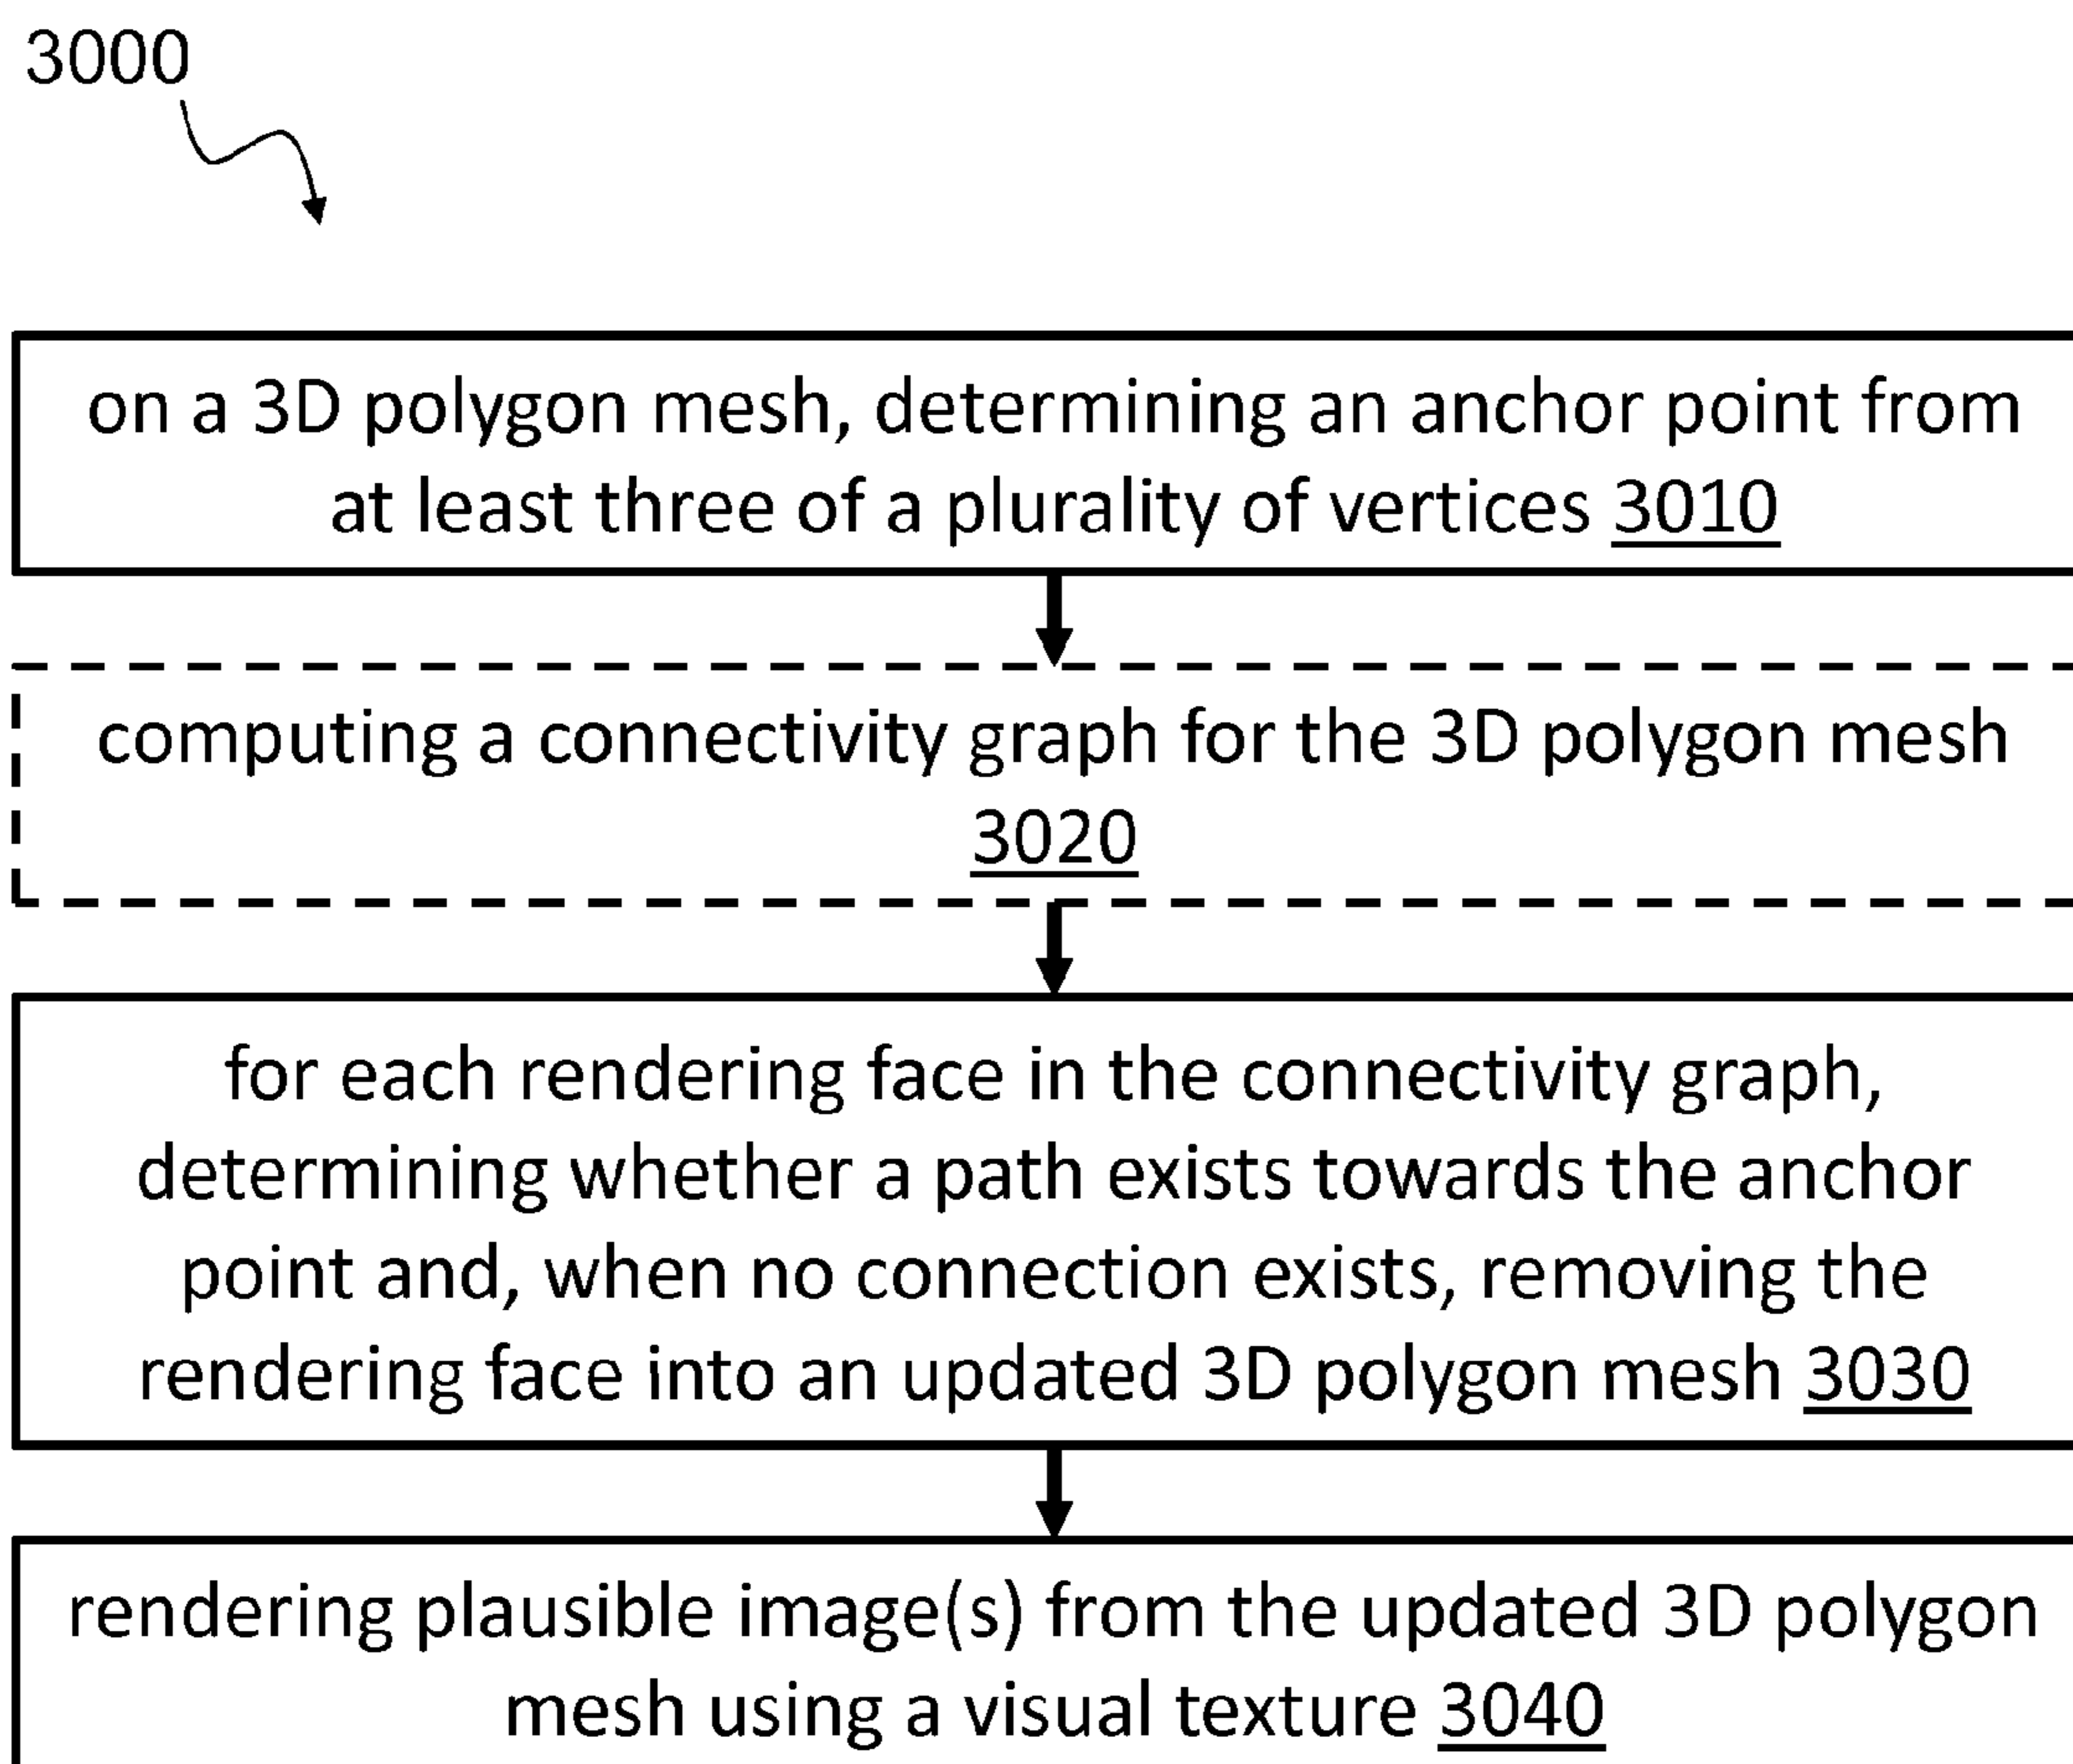 3000
on a 3D polygon mesh, determining an anchor point from
at least three of a plurality of vertices 3010
computing a connectivity graph for the 3D polygon mesh
3020
for each rendering face in the connectivity graph,
determining whether a path exists towards the anchor
point and, when no connection exists, removing the
rendering face into an updated 3D polygon mesh 3030
rendering plausible image(s) from the updated 3D polygon
mesh using a visual texture 3040